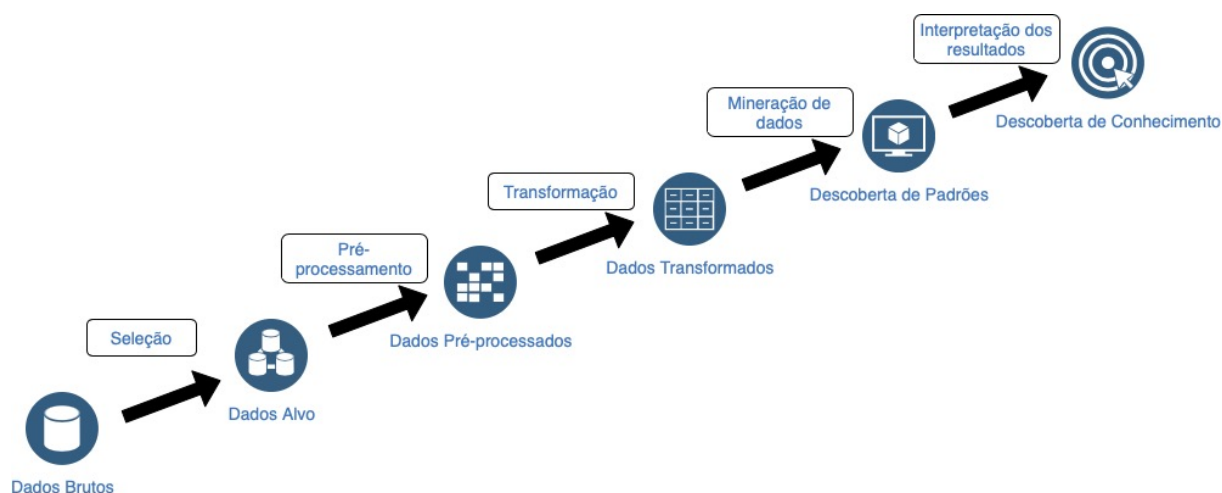 Dados Brutos
Seleção
Dados Alvo
Pré-
processamento
Dados Pré-processados
Transformação
Dados Transformados
Mineração de
dados
Descoberta de Padrões
Interpretação dos
resultados
Descoberta de Conhecimento